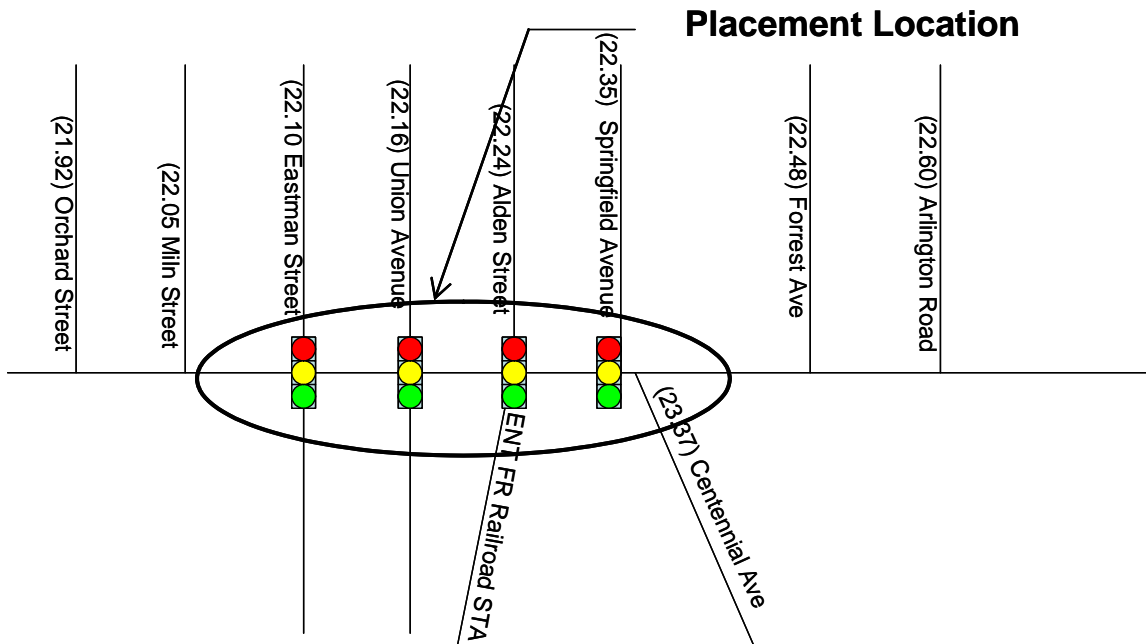 Placement Location
(21.92) Orchard Street
(22.05 Miln Street
(22.10 Eastman Street
(22.16) Union Avenue
(22.24) Alden Street
(22.35) Springfield Avenue
(22.48) Forrest Ave
(22.60) Arlington Road
ENT FR Railroad STA
(23.37) Centennial Ave